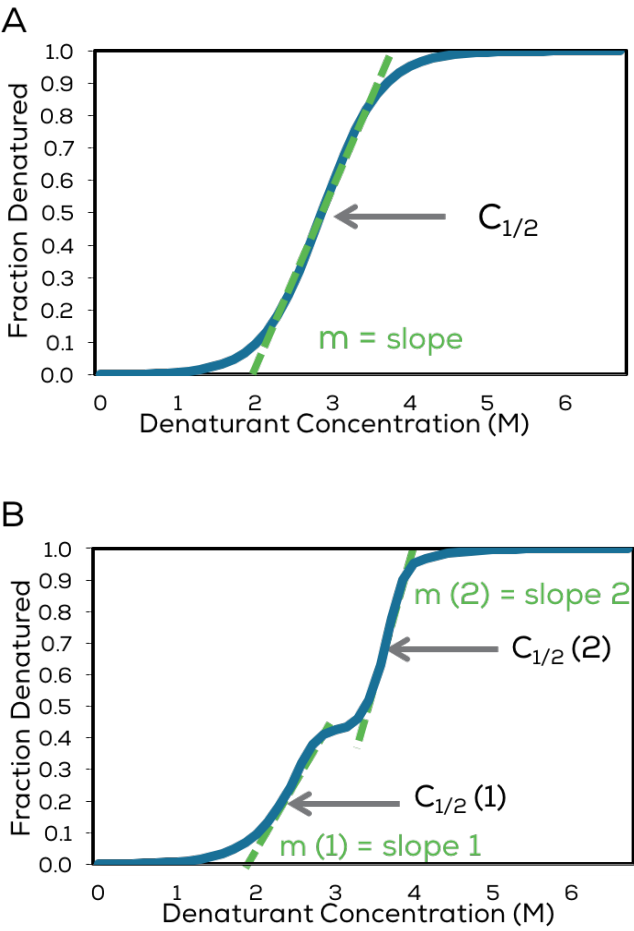 A
1.0
0.9
0.8
0.7
0.6
0.5
0.4
0.3
0.2
0.1
0.0
Fraction Denatured
C1/2
m = slope
0 1 2 3 4 5 6
Denaturant Concentration (M)
B
1.0
0.9
0.8
0.7
0.6
0.5
0.4
0.3
0.2
0.1
0.0
Fraction Denatured
m (2) = slope 2
C1/2 (2)
C1/2 (1)
m (1) = slope 1
0 1 2 3 4 5 6
Denaturant Concentration (M)